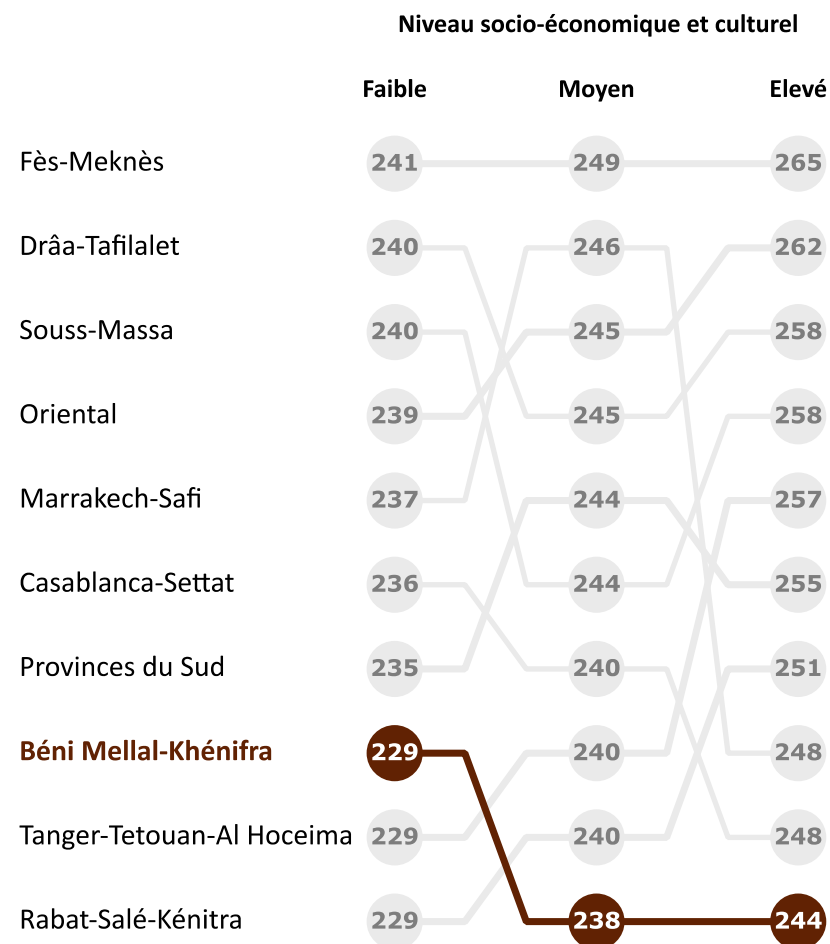 Niveau socio-économique et culturel
Faible Moyen Elevé
Fès-Meknès 241 249 265
Drâa-Tafilalet 240 246 262
Souss-Massa 240 245 258
Oriental 239 245 258
Marrakech-Safi 237 244 257
Casablanca-Settat 236 244 255
Provinces du Sud 235 240 251
Béni Mellal-Khénifra 229 240 248
Tanger-Tetouan-Al Hoceima 229 240 248
Rabat-Salé-Kénitra 229 238 244